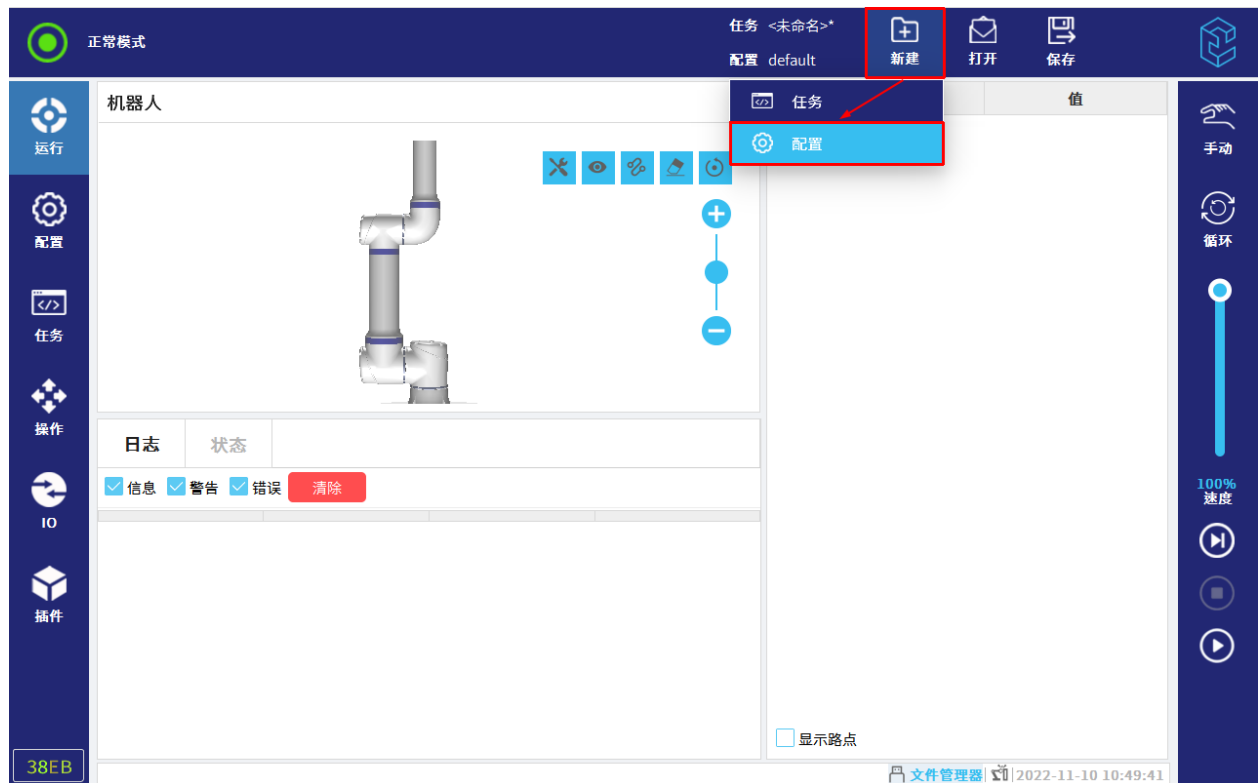 正常模式
任务 <未命名>*
配置 default
新建
打开
保存
任务
配置
运行
配置
任务
操作
IO
插件
38EB
机器人
值
日志
状态
信息
警告
错误
清除
显示路点
手动
循环
100%
速度
文件管理器
2022-11-10 10:49:41